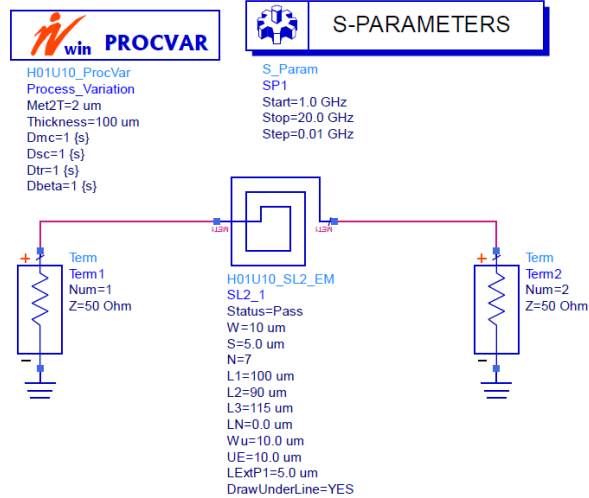 win PROCVAR
H01U10_ProcVar
Process_Variation
Met2T=2 um
Thickness=100 um
Dmc=1 {s}
Dsc=1 {s}
Dtr=1 {s}
Dbeta=1 {s}
S-PARAMETERS
S_Param
SP1
Start=1.0 GHz
Stop=20.0 GHz
Step=0.01 GHz
MET1
MET1
+
Term
Term1
Num=1
Z=50 Ohm
−
H01U10_SL2_EM
SL2_1
Status=Pass
W=10 um
S=5.0 um
N=7
L1=100 um
L2=90 um
L3=115 um
LN=0.0 um
Wu=10.0 um
UE=10.0 um
LExtP1=5.0 um
DrawUnderLine=YES
+
Term
Term2
Num=2
Z=50 Ohm
−